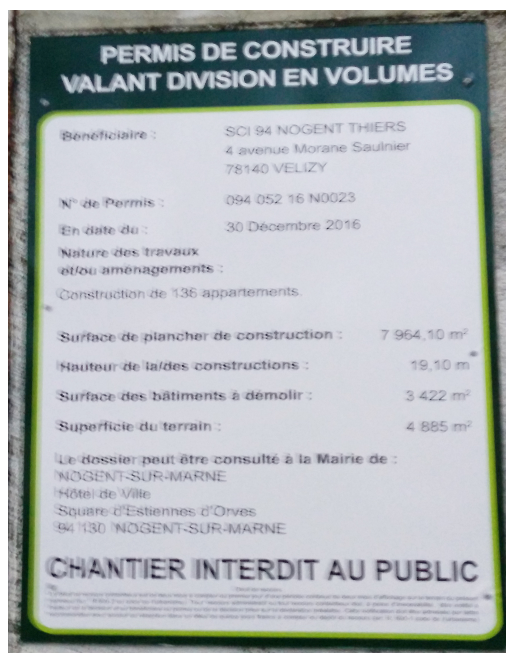 PERMIS DE CONSTRUIRE
VALANT DIVISION EN VOLUMES
Bénéficiaire : SCI 94 NOGENT THIERS
4 avenue Morane Saulnier
78140 VELIZY
N° de Permis : 094 052 16 N0023
En date du : 30 Décembre 2016
Nature des travaux
et/ou aménagements :
Construction de 136 appartements.
Surface de plancher de construction : 7 964,10 m²
Hauteur de la/des constructions : 19,10 m
Surface des bâtiments à démolir : 3 422 m²
Superficie du terrain : 4 885 m²
Le dossier peut être consulté à la Mairie de :
NOGENT-SUR-MARNE
Hôtel de Ville
Square d'Estiennes d'Orves
94 130 NOGENT-SUR-MARNE
CHANTIER INTERDIT AU PUBLIC